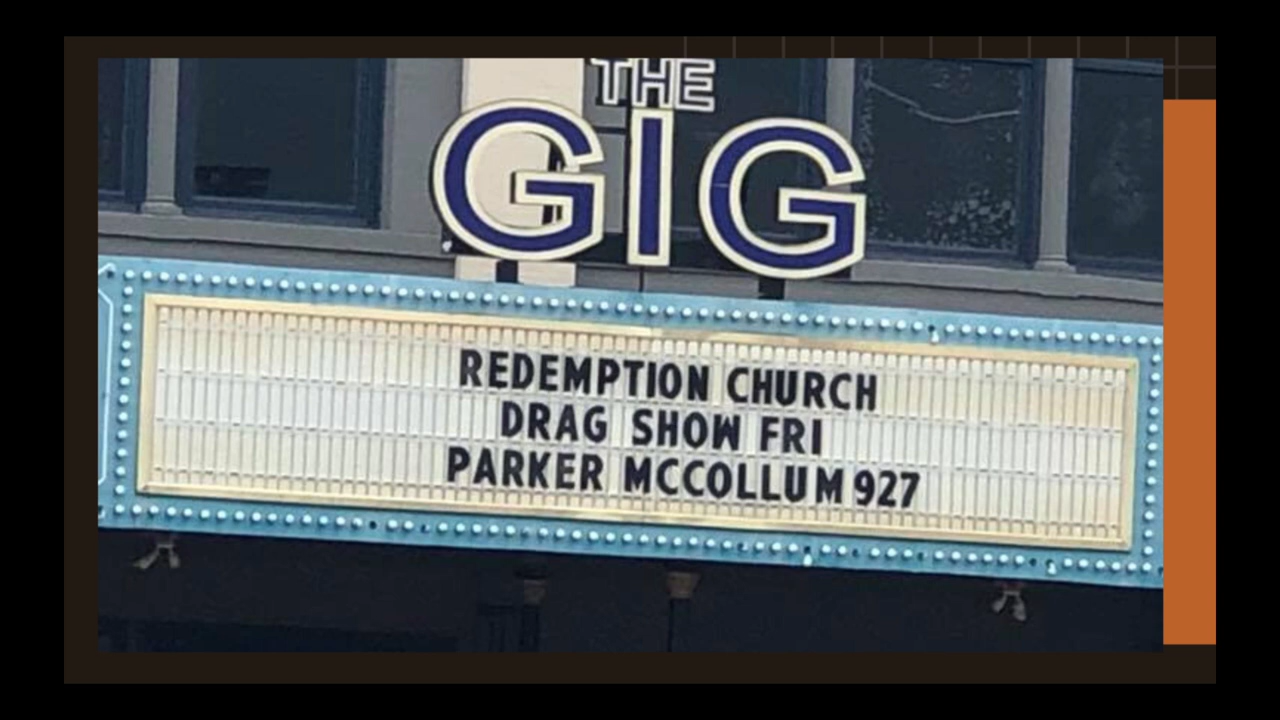 THE
GIG
REDEMPTION CHURCH
DRAG SHOW FRI
PARKER MCCOLLUM 927